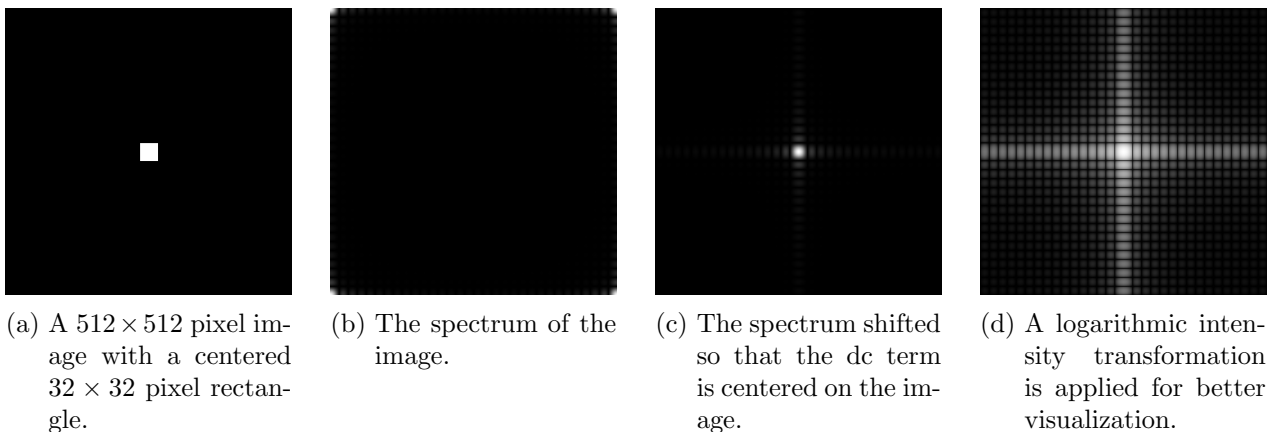 (a) A 512 × 512 pixel im-
age with a centered
32 × 32 pixel rectan-
gle.
(b) The spectrum of the
image.
(c) The spectrum shifted
so that the dc term
is centered on the im-
age.
(d) A logarithmic inten-
sity transformation
is applied for better
visualization.